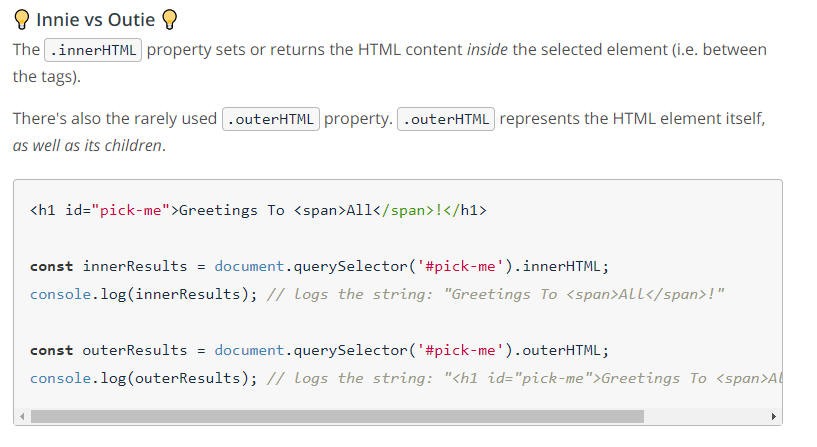 💡 Innie vs Outie 💡
The .innerHTML property sets or returns the HTML content inside the selected element (i.e. between
the tags).
There's also the rarely used .outerHTML property. .outerHTML represents the HTML element itself,
as well as its children.
<h1 id="pick-me">Greetings To <span>All</span>!</h1>
const innerResults = document.querySelector('#pick-me').innerHTML;
console.log(innerResults); // logs the string: "Greetings To <span>All</span>!"
const outerResults = document.querySelector('#pick-me').outerHTML;
console.log(outerResults); // logs the string: "<h1 id="pick-me">Greetings To <span>Al